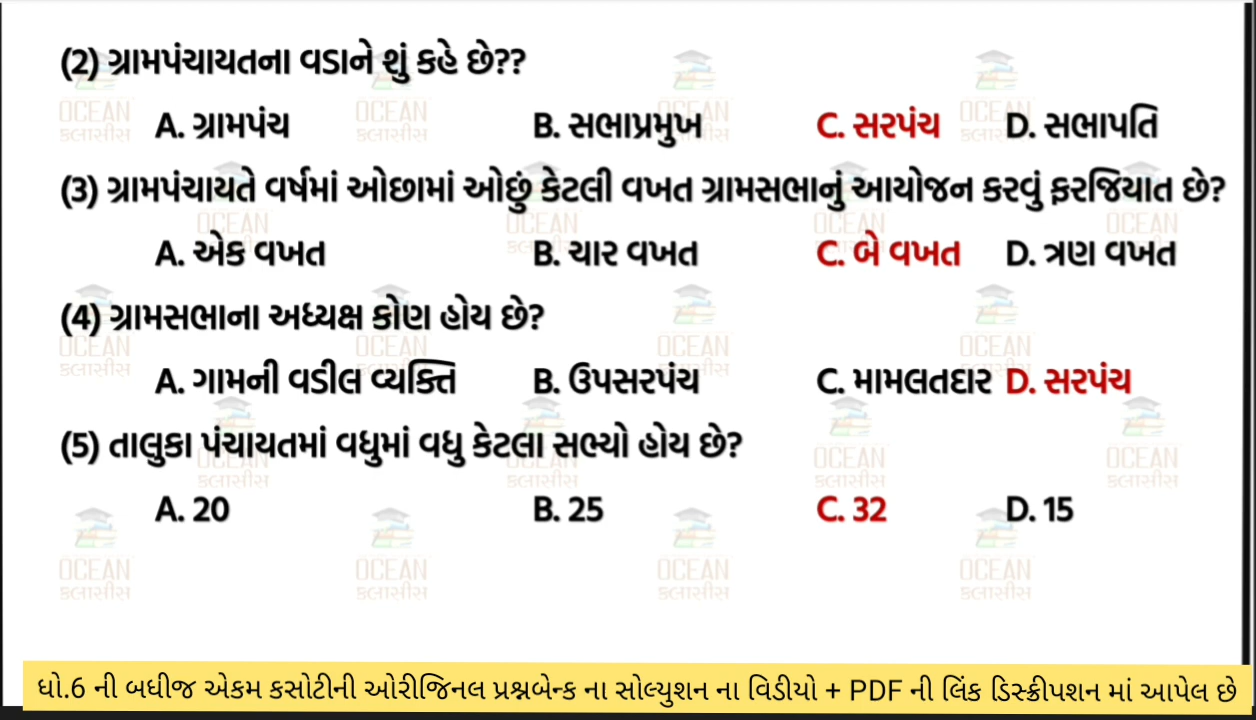 (2) ગ્રામપંચાયતના વડાને શું કહે છે??
A. ગ્રામપંચ B. સભાપ્રમુખ C. સરપંચ D. સભાપતિ
(3) ગ્રામપંચાયતે વર્ષમાં ઓછામાં ઓછું કેટલી વખત ગ્રામસભાનું આયોજન કરવું ફરજિયાત છે?
A. એક વખત B. ચાર વખત C. બે વખત D. ત્રણ વખત
(4) ગ્રામસભાના અધ્યક્ષ કોણ હોય છે?
A. ગામની વડીલ વ્યક્તિ B. ઉપસરપંચ C. મામલતદાર D. સરપંચ
(5) તાલુકા પંચાયતમાં વધુમાં વધુ કેટલા સભ્યો હોય છે?
A. 20 B. 25 C. 32 D. 15
OCEAN
ક્લાસીસ
ધો.6 ની બધીજ એકમ કસોટીની ઓરીજિનલ પ્રશ્નબેન્ક ના સોલ્યુશન ના વિડીયો + PDF ની લિંક ડિસ્ક્રીપશન માં આપેલ છે